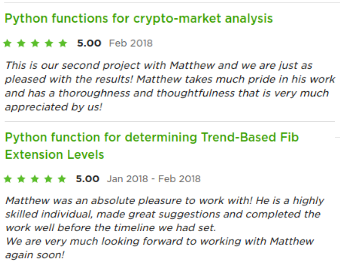 Python functions for crypto-market analysis
5.00 Feb 2018
This is our second project with Matthew and we are just as
pleased with the results! Matthew takes much pride in his work
and has a thoroughness and thoughtfulness that is very much
appreciated by us!
Python function for determining Trend-Based Fib
Extension Levels
5.00 Jan 2018 - Feb 2018
Matthew was an absolute pleasure to work with! He is a highly
skilled individual, made great suggestions and completed the
work well before the timeline we had set.
We are very much looking forward to working with Matthew
again soon!